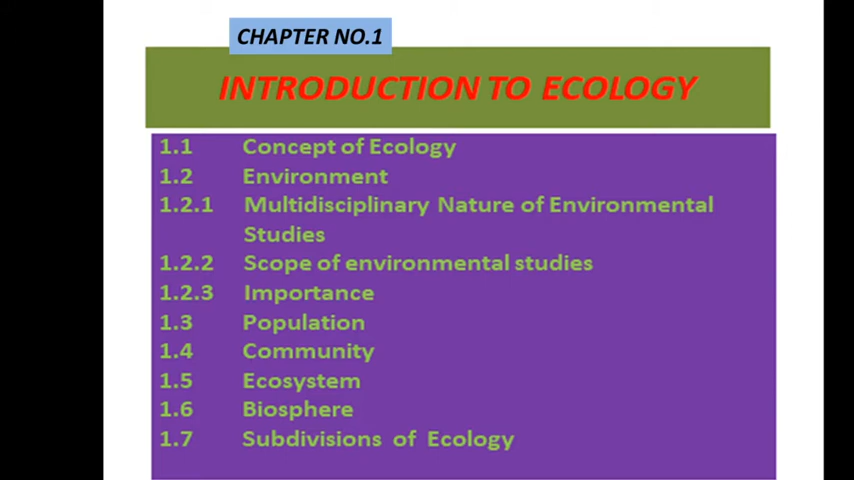 CHAPTER NO.1
INTRODUCTION TO ECOLOGY
1.1 Concept of Ecology
1.2 Environment
1.2.1 Multidisciplinary Nature of Environmental
Studies
1.2.2 Scope of environmental studies
1.2.3 Importance
1.3 Population
1.4 Community
1.5 Ecosystem
1.6 Biosphere
1.7 Subdivisions of Ecology